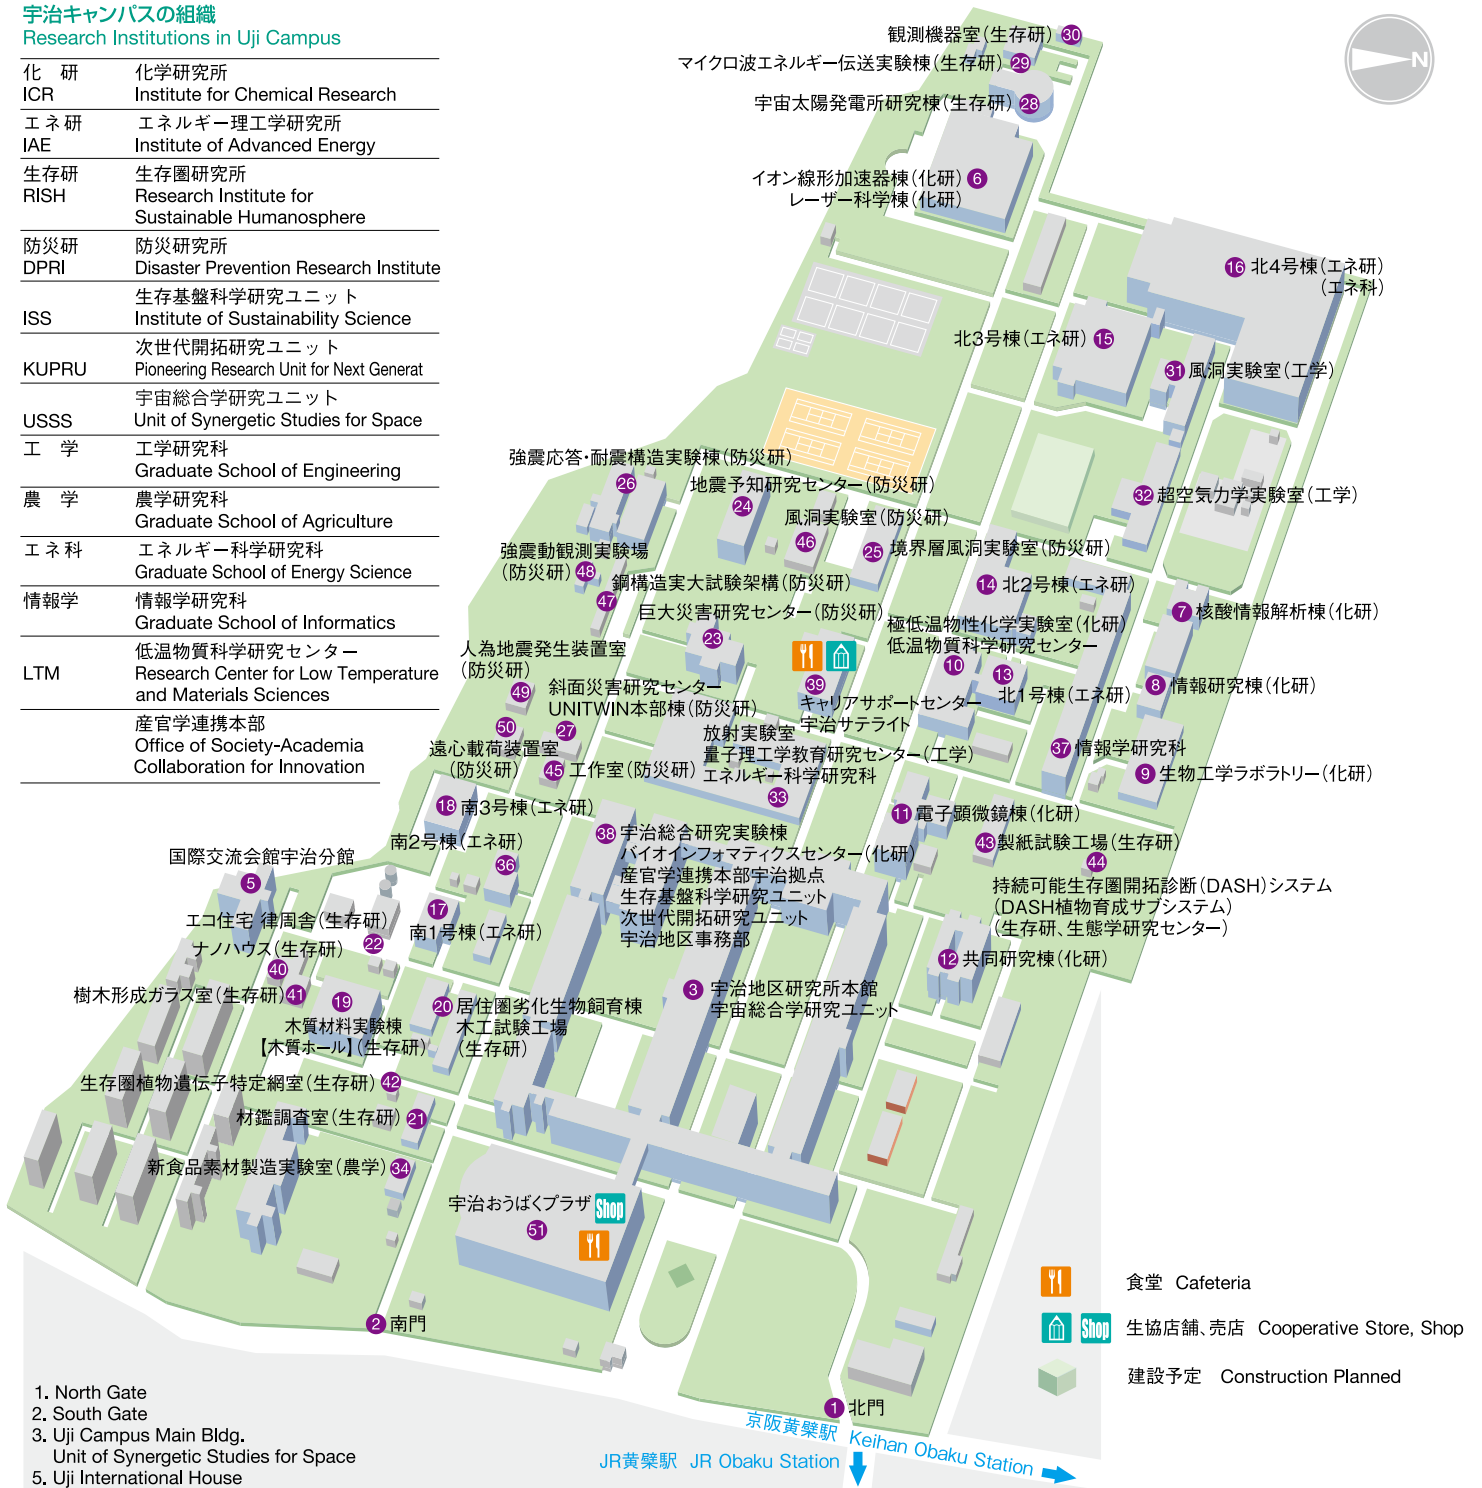 宇治キャンパスの組織
Research Institutions in Uji Campus
化 研 化学研究所
ICR Institute for Chemical Research
エネ研 エネルギー理工学研究所
IAE Institute of Advanced Energy
生存研 生存圏研究所
RISH Research Institute for
Sustainable Humanosphere
防災研 防災研究所
DPRI Disaster Prevention Research Institute
生存基盤科学研究ユニット
ISS Institute of Sustainability Science
次世代開拓研究ユニット
KUPRU Pioneering Research Unit for Next Generat
宇宙総合学研究ユニット
USSS Unit of Synergetic Studies for Space
工 学 工学研究科
Graduate School of Engineering
農 学 農学研究科
Graduate School of Agriculture
エネ科 エネルギー科学研究科
Graduate School of Energy Science
情報学 情報学研究科
Graduate School of Informatics
低温物質科学研究センター
LTM Research Center for Low Temperature
and Materials Sciences
産官学連携本部
Office of Society-Academia
Collaboration for Innovation
N
観測機器室(生存研) 30
マイクロ波エネルギー伝送実験棟(生存研) 29
宇宙太陽発電所研究棟(生存研) 28
イオン線形加速器棟(化研) 6
レーザー科学棟(化研)
16 北4号棟(エネ研)
(エネ科)
北3号棟(エネ研) 15
31 風洞実験室(工学)
強震応答・耐震構造実験棟(防災研)
26
地震予知研究センター(防災研)
24
32 超空気力学実験室(工学)
風洞実験室(防災研)
46
25 境界層風洞実験室(防災研)
強震動観測実験場
(防災研) 48
鋼構造実大試験架構(防災研)
47
14 北2号棟(エネ研)
7 核酸情報解析棟(化研)
巨大災害研究センター(防災研)
23
極低温物性化学実験室(化研)
低温物質科学研究センター
10
13
北1号棟(エネ研)
8 情報研究棟(化研)
人為地震発生装置室
(防災研)
49
39
キャリアサポートセンター
宇治サテライト
斜面災害研究センター
UNITWIN本部棟(防災研)
27
50
遠心載荷装置室
(防災研)
放射実験室
量子理工学教育研究センター(工学)
エネルギー科学研究科
33
37 情報学研究科
45 工作室(防災研)
9 生物工学ラボラトリー(化研)
18 南3号棟(エネ研)
11 電子顕微鏡棟(化研)
南2号棟(エネ研)
36
38 宇治総合研究実験棟
バイオインフォマティクスセンター(化研)
産官学連携本部宇治拠点
生存基盤科学研究ユニット
次世代開拓研究ユニット
宇治地区事務部
43 製紙試験工場(生存研)
44
持続可能生存圏開拓診断(DASH)システム
(DASH植物育成サブシステム)
(生存研、生態学研究センター)
国際交流会館宇治分館
5
エコ住宅 律周舎(生存研)
22
17
南1号棟(エネ研)
ナノハウス(生存研)
40
12 共同研究棟(化研)
樹木形成ガラス室(生存研) 41
19
木質材料実験棟
【木質ホール】(生存研)
20 居住圏劣化生物飼育棟
木工試験工場
(生存研)
3 宇治地区研究所本館
宇宙総合学研究ユニット
生存圏植物遺伝子特定網室(生存研) 42
材鑑調査室(生存研) 21
新食品素材製造実験室(農学) 34
宇治おうばくプラザ Shop
51
2 南門
1 北門
京阪黄檗駅 Keihan Obaku Station
JR黄檗駅 JR Obaku Station
食堂 Cafeteria
Shop 生協店舗、売店 Cooperative Store, Shop
建設予定 Construction Planned
1. North Gate
2. South Gate
3. Uji Campus Main Bldg.
Unit of Synergetic Studies for Space
5. Uji International House